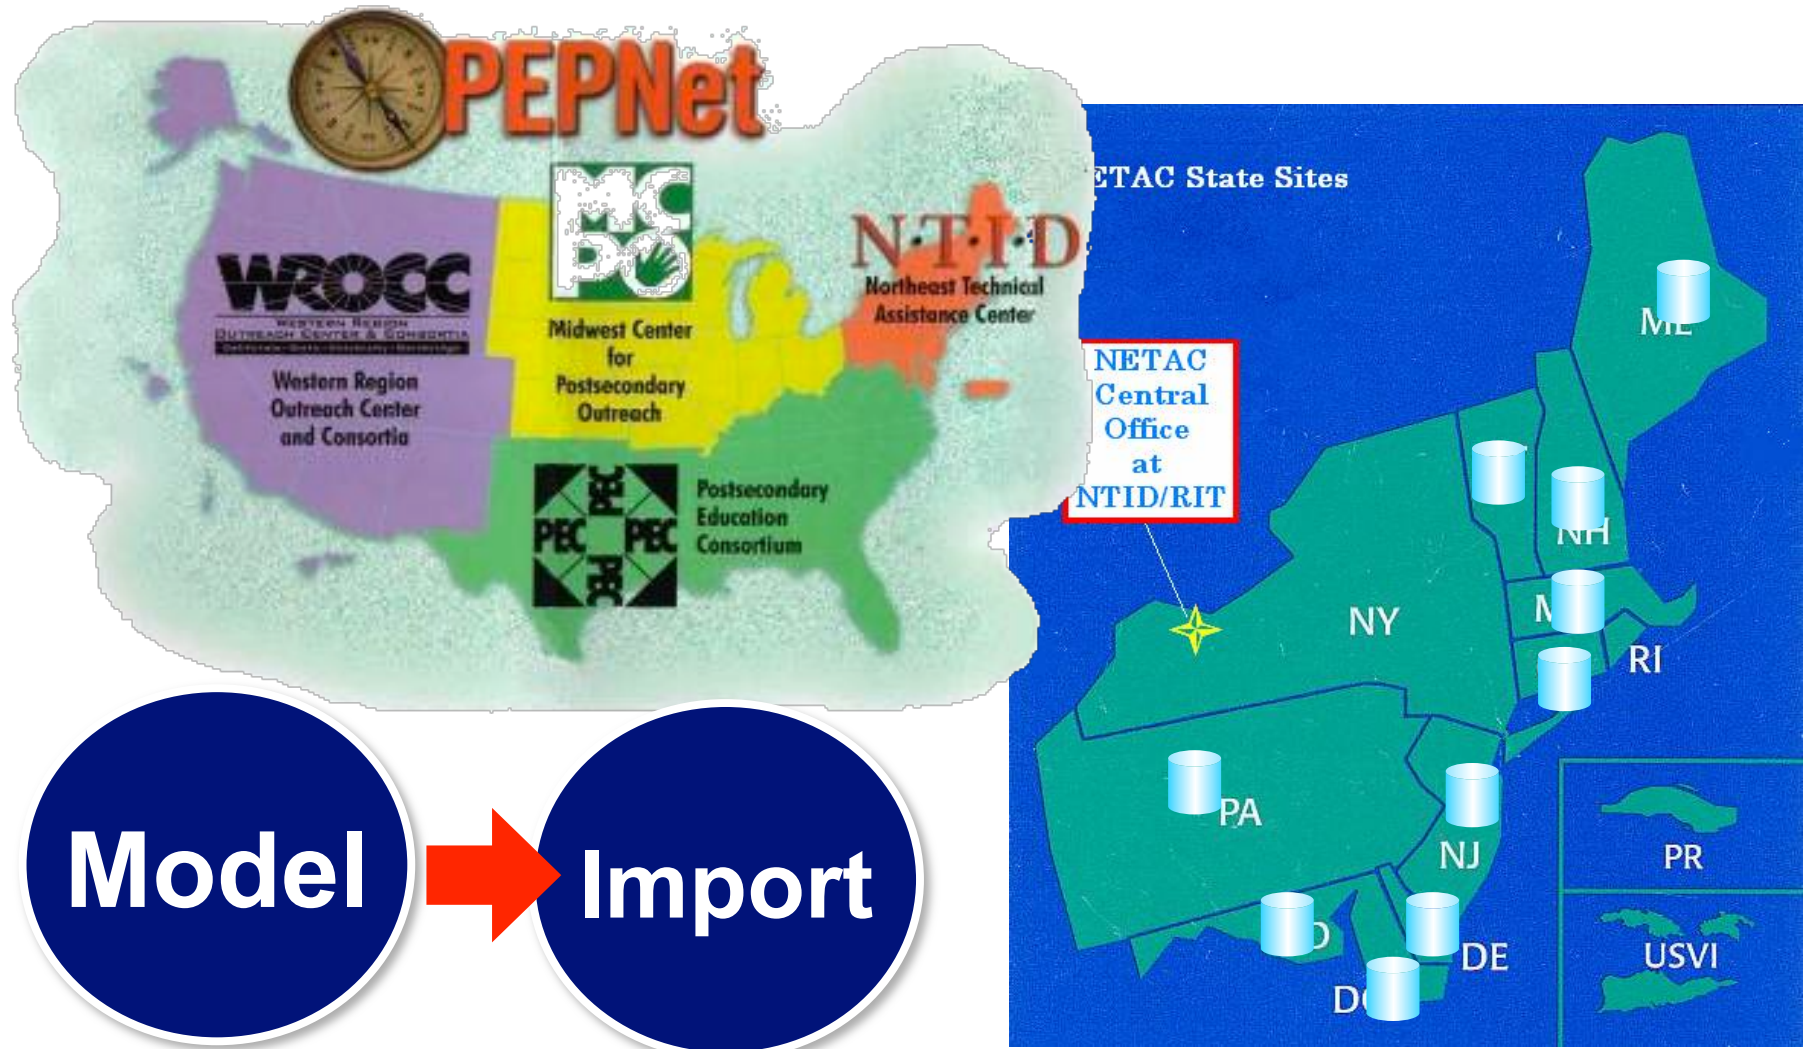 PEPNet
MC
PO
N·T·I·D
Northeast Technical
Assistance Center
WROCC
WESTERN REGION
OUTREACH CENTER & CONSORTIA
Western Region
Outreach Center
and Consortia
Midwest Center
for
Postsecondary
Outreach
PEC
PEC PEC
PEC
Postsecondary
Education
Consortium
ETAC State Sites
NETAC
Central
Office
at
NTID/RIT
ME
NH
NY
M
RI
PA
NJ
PR
D
DE
USVI
D
Model
Import